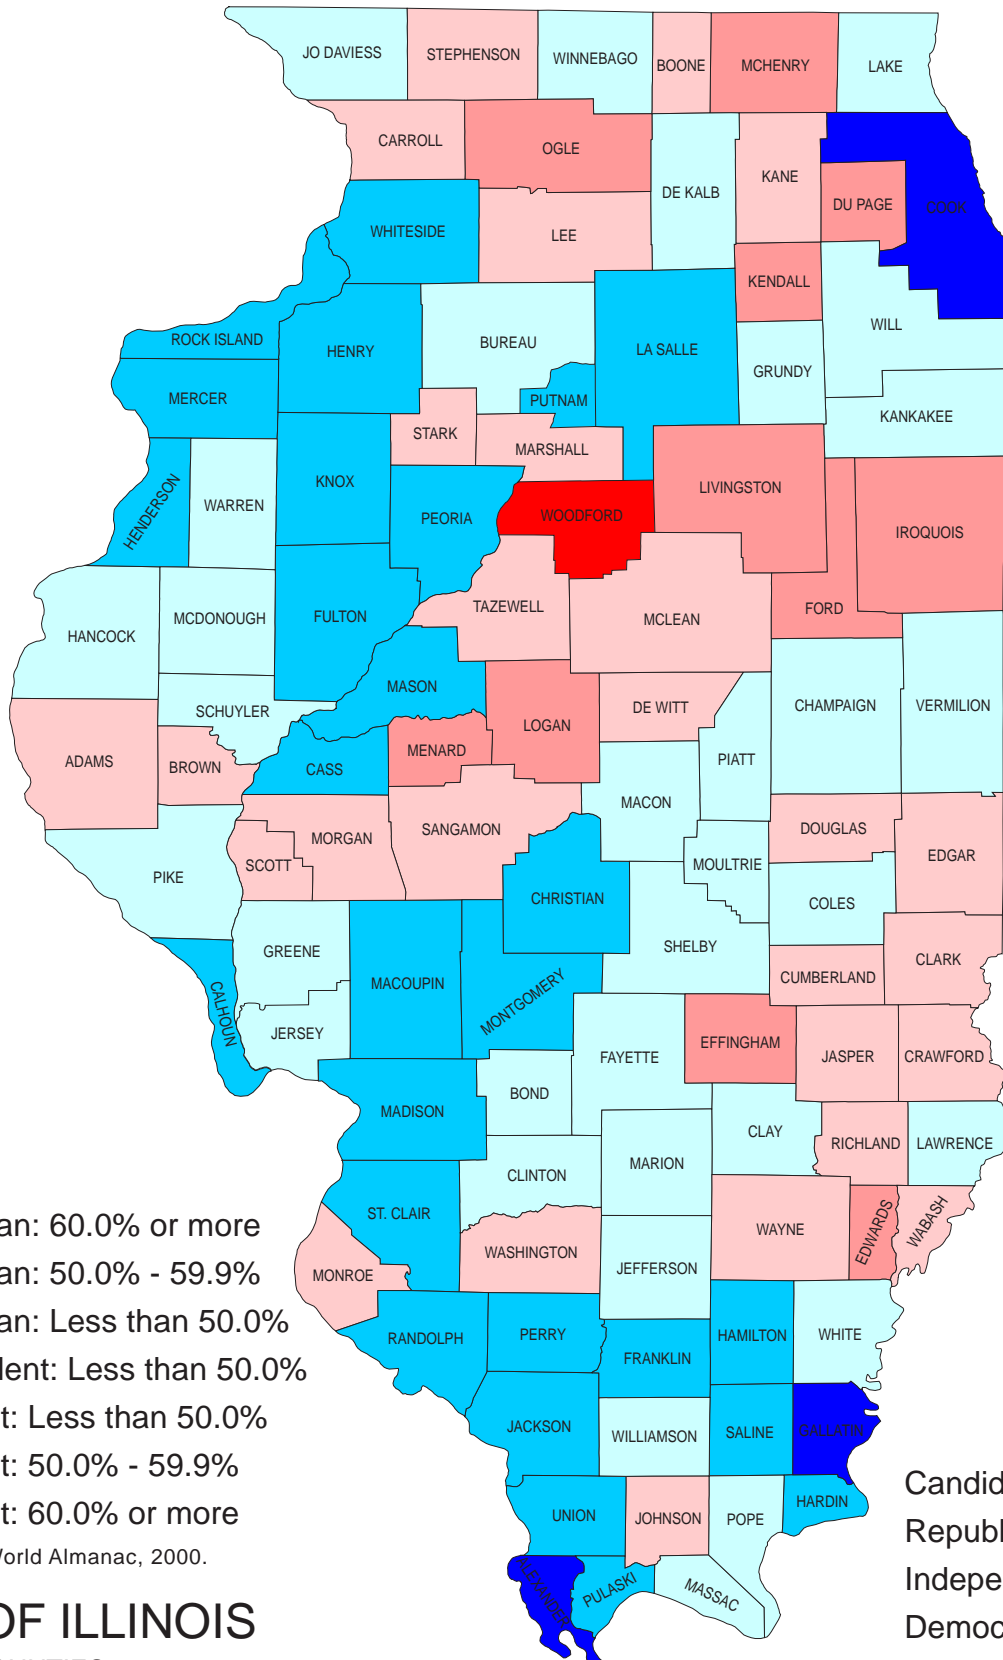 JO DAVIESS
STEPHENSON
WINNEBAGO
BOONE
MCHENRY
LAKE
CARROLL
OGLE
DE KALB
KANE
DU PAGE
COOK
WHITESIDE
LEE
KENDALL
ROCK ISLAND
HENRY
BUREAU
LA SALLE
WILL
GRUNDY
MERCER
PUTNAM
KANKAKEE
STARK
MARSHALL
HENDERSON
WARREN
KNOX
PEORIA
WOODFORD
LIVINGSTON
IROQUOIS
HANCOCK
MCDONOUGH
FULTON
TAZEWELL
MCLEAN
FORD
SCHUYLER
MASON
LOGAN
DE WITT
CHAMPAIGN
VERMILION
ADAMS
BROWN
CASS
MENARD
PIATT
MACON
PIKE
SCOTT
MORGAN
SANGAMON
DOUGLAS
EDGAR
MOULTRIE
CHRISTIAN
COLES
GREENE
SHELBY
CALHOUN
JERSEY
MACOUPIN
MONTGOMERY
CUMBERLAND
CLARK
FAYETTE
EFFINGHAM
JASPER
CRAWFORD
BOND
MADISON
CLAY
RICHLAND
LAWRENCE
CLINTON
MARION
ST. CLAIR
WAYNE
EDWARDS
WABASH
MONROE
WASHINGTON
JEFFERSON
RANDOLPH
PERRY
HAMILTON
WHITE
FRANKLIN
JACKSON
WILLIAMSON
SALINE
GALLATIN
UNION
JOHNSON
POPE
HARDIN
ALEXANDER
PULASKI
MASSAC
an: 60.0% or more
an: 50.0% - 59.9%
an: Less than 50.0%
lent: Less than 50.0%
t: Less than 50.0%
t: 50.0% - 59.9%
t: 60.0% or more
World Almanac, 2000.
OF ILLINOIS
Candid
Republ
Indepe
Democ